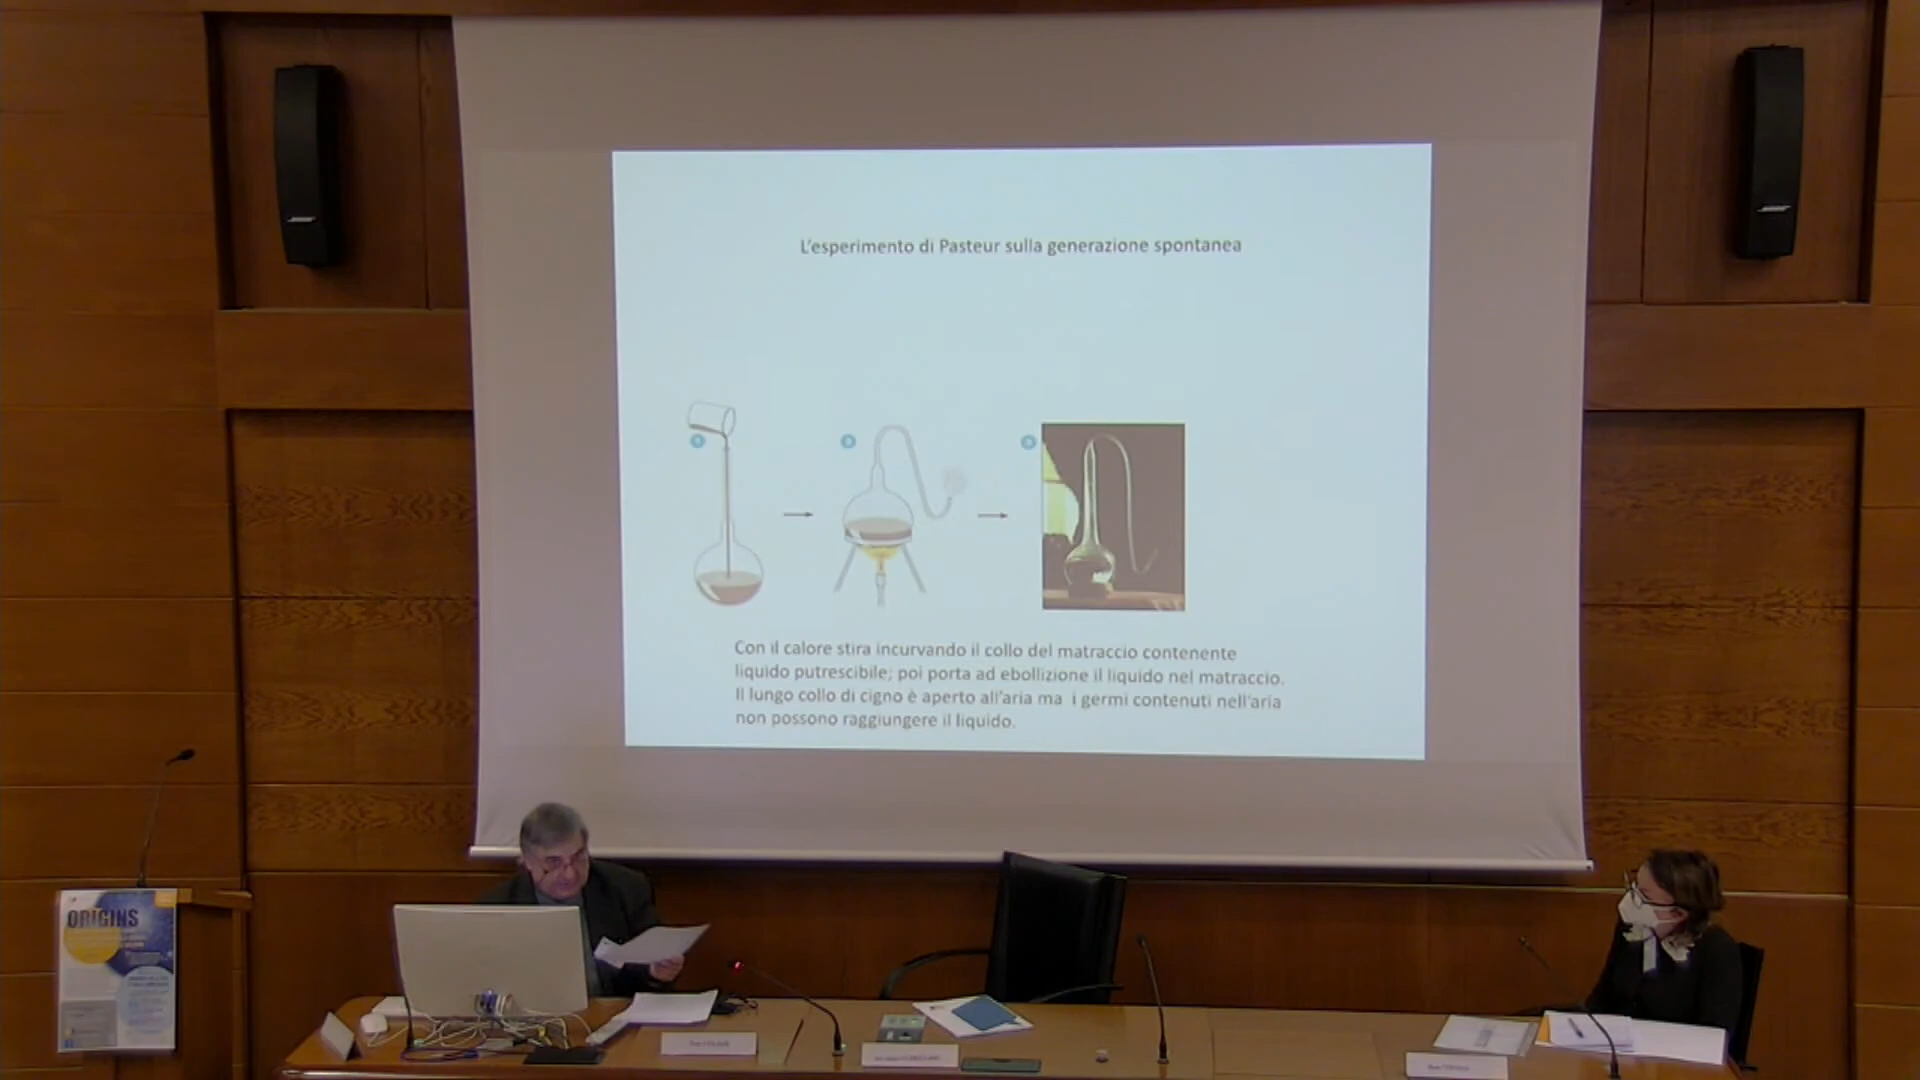 L'esperimento di Pasteur sulla generazione spontanea
Con il calore stira incurvando il collo del matraccio contenente
liquido putrescibile; poi porta ad ebollizione il liquido nel matraccio.
Il lungo collo di cigno è aperto all'aria ma i germi contenuti nell'aria
non possono raggiungere il liquido.
ORIGINS